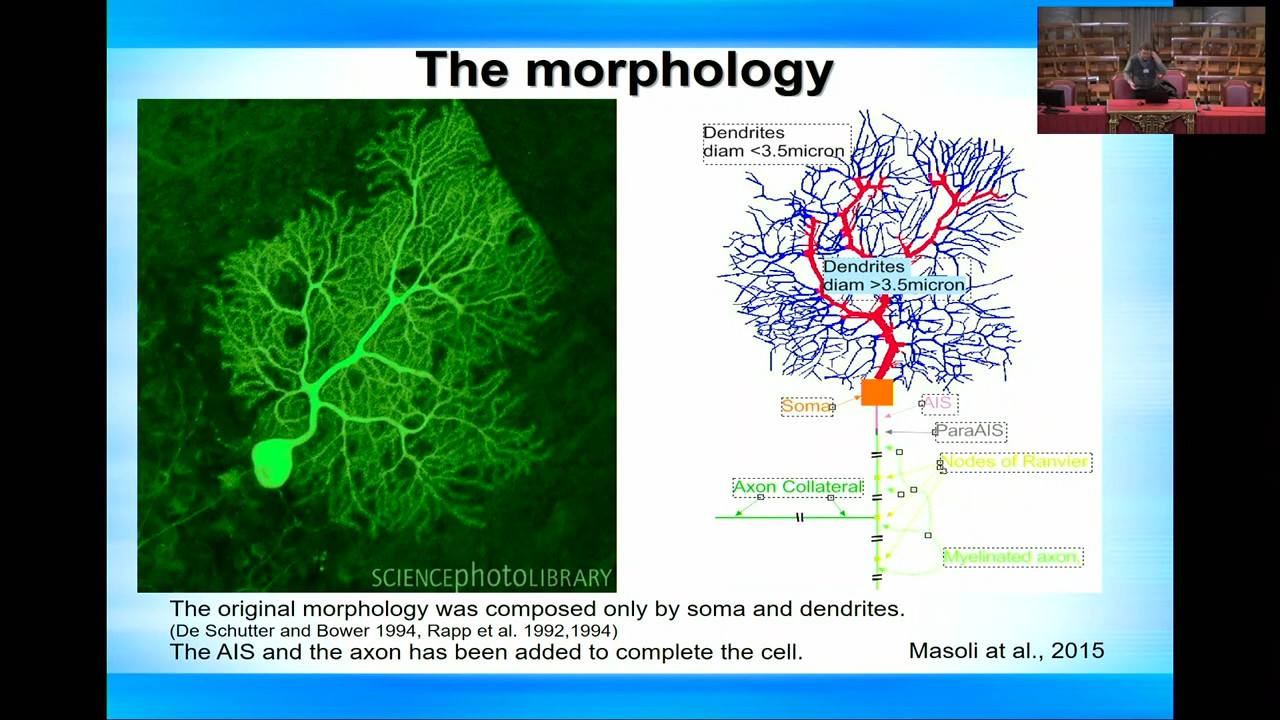 The morphology
Dendrites
diam <3.5micron
Dendrites
diam >3.5micron
Soma
AIS
ParaAIS
Nodes of Ranvier
Axon Collateral
Myelinated axon
SCIENCEphotoLIBRARY
The original morphology was composed only by soma and dendrites.
(De Schutter and Bower 1994, Rapp et al. 1992,1994)
The AIS and the axon has been added to complete the cell.
Masoli at al., 2015